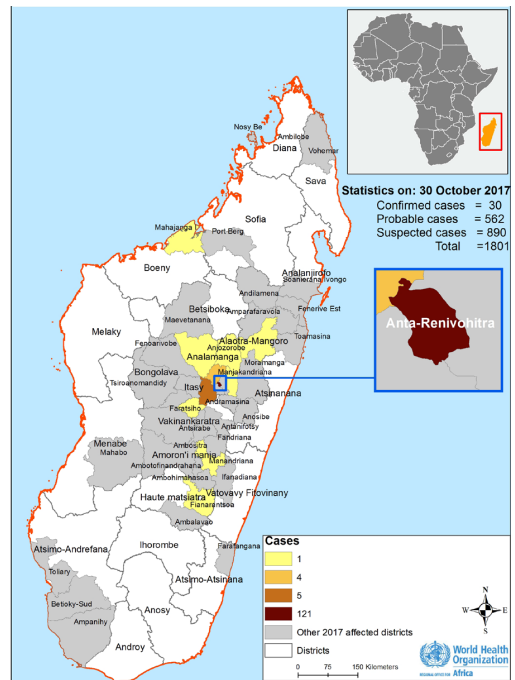 Nosy Be
Ambilobe
Diana
Vohemar
Sava
Statistics on: 30 October 2017
Confirmed cases = 30
Probable cases = 562
Suspected cases = 890
Total =1801
Sofia
Mahajanga
Port-Berg
Boeny
Analanjirofo
Soanierana Ivongo
Andilamena
Betsiboka
Amparafaravola
Fenerive Est
Maevetanana
Melaky
Anta-Renivohitra
Alaotra-Mangoro
Toamasina
Fenoarivobe
Anjozorobe
Analamanga
Moramanga
Bongolava
Manjakandriana
Tsiroanomandidy
Itasy
Atsinanana
Andramasina
Faratsiho
Anosibe
Vakinankaratra
Antanifotsy
Antsirabe
Fandriana
Menabe
Mahabo
Ambositra
Amoron'i mania
Manandriana
Ambotofinandrahana
Ambohimahasoa
Ifanadiana
Haute matsiatra
Vatovavy Fitovinany
Fianarantsoa
Ambalavao
Ihorombe
Farafangana
Atsimo-Andrefana
Toliary
Atsimo-Atsinana
Betioky-Sud
Anosy
Ampanihy
Androy
Cases
1
4
5
121
Other 2017 affected districts
Districts
0 75 150 Kilometers
N
W E
S
World Health
Organization
REGIONAL OFFICE FOR Africa